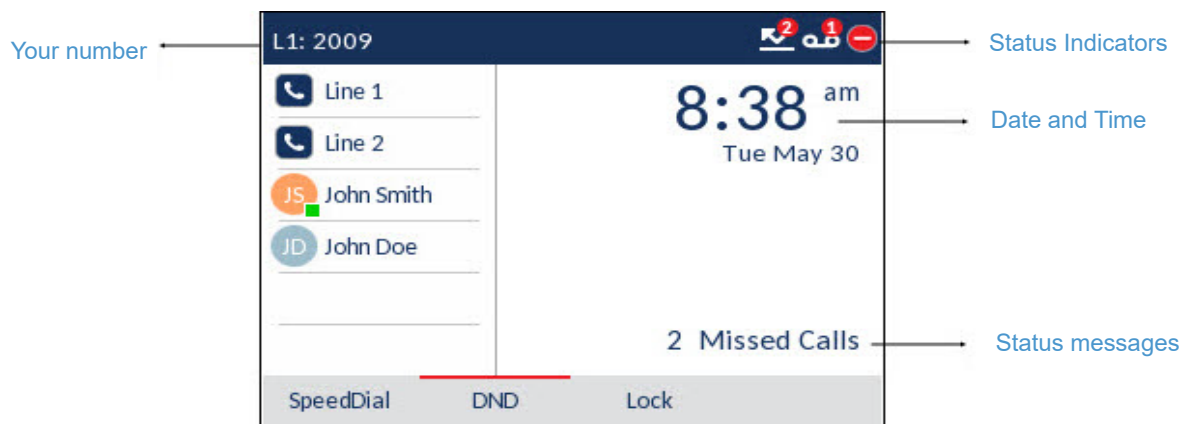 Your number
L1: 2009
2 1
Status Indicators
Line 1
Line 2
JS John Smith
JD John Doe
8:38 am
Tue May 30
Date and Time
2 Missed Calls
Status messages
SpeedDial DND Lock